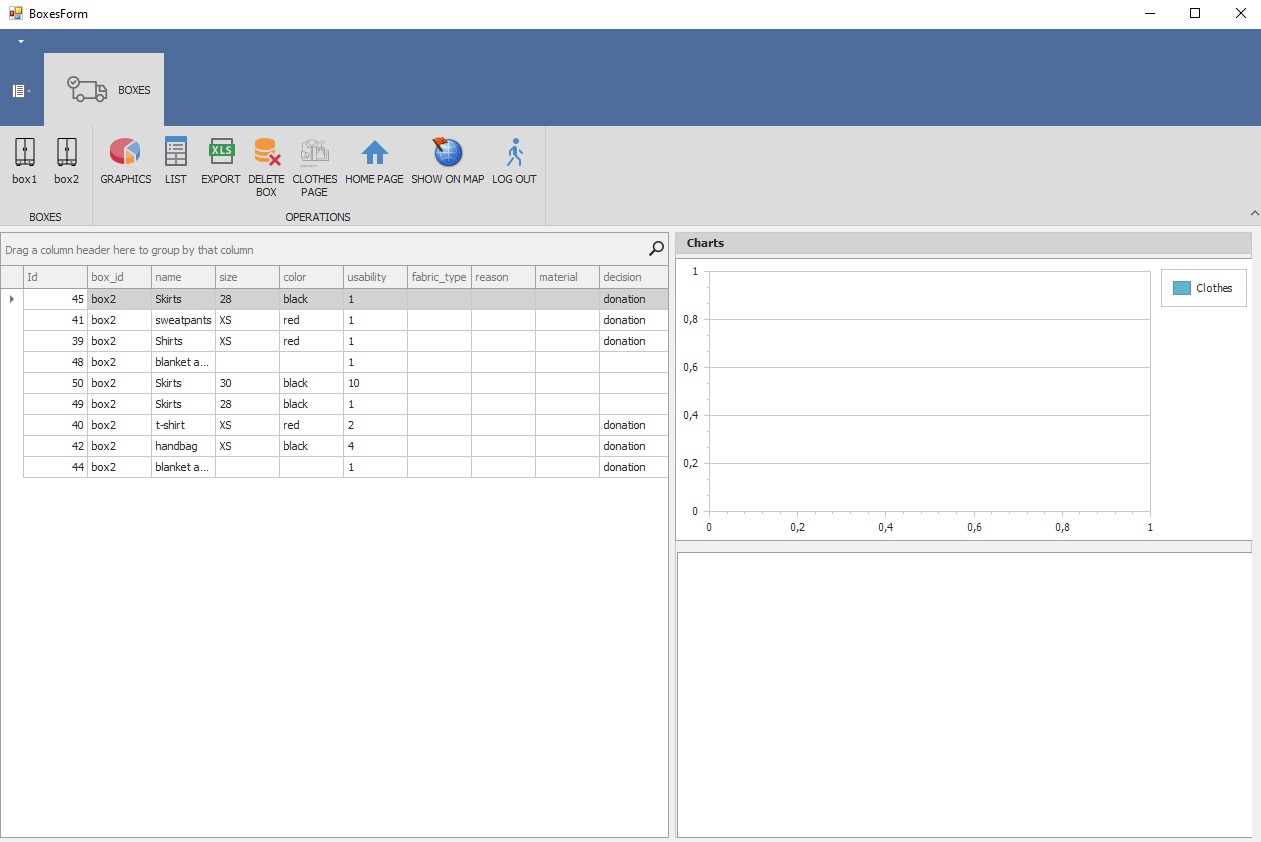 BoxesForm
BOXES
box1 box2 GRAPHICS LIST XLS EXPORT DELETE BOX CLOTHES PAGE HOME PAGE SHOW ON MAP LOG OUT
BOXES OPERATIONS
Drag a column header here to group by that column
Id box_id name size color usability fabric_type reason material decision
45 box2 Skirts 28 black 1 donation
41 box2 sweatpants XS red 1 donation
39 box2 Shirts XS red 1 donation
48 box2 blanket a... 1
50 box2 Skirts 30 black 10
49 box2 Skirts 28 black 1
40 box2 t-shirt XS red 2 donation
42 box2 handbag XS black 4 donation
44 box2 blanket a... 1 donation
Charts
1
0,8
0,6
0,4
0,2
0
0 0,2 0,4 0,6 0,8 1
Clothes